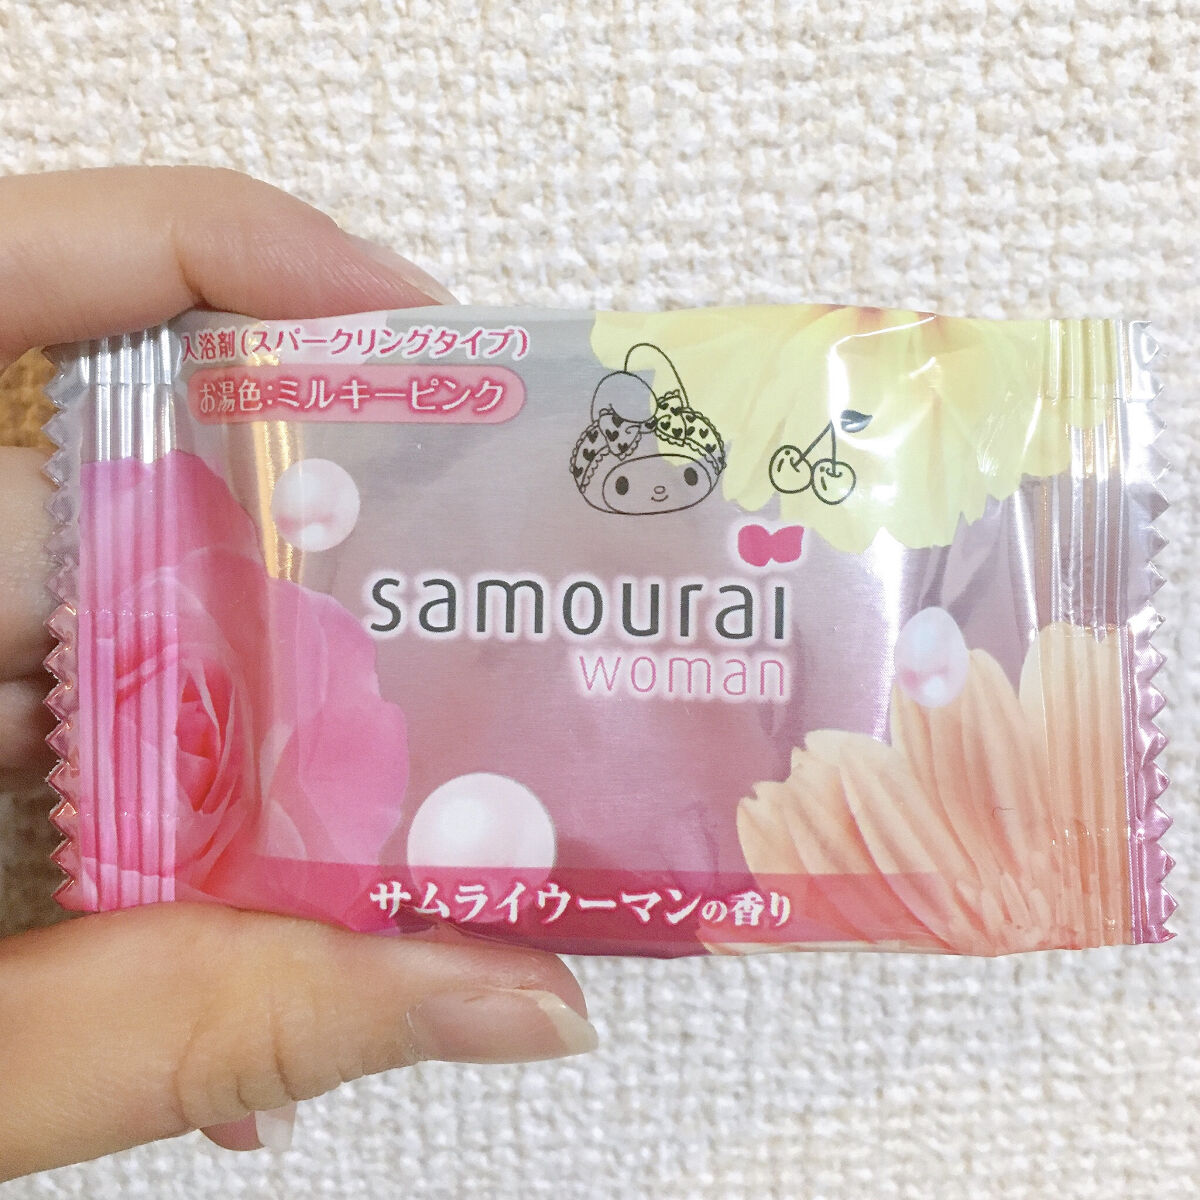 入浴剤(スパークリングタイプ)
お湯色:ミルキーピンク
samourai
woman
サムライウーマンの香り